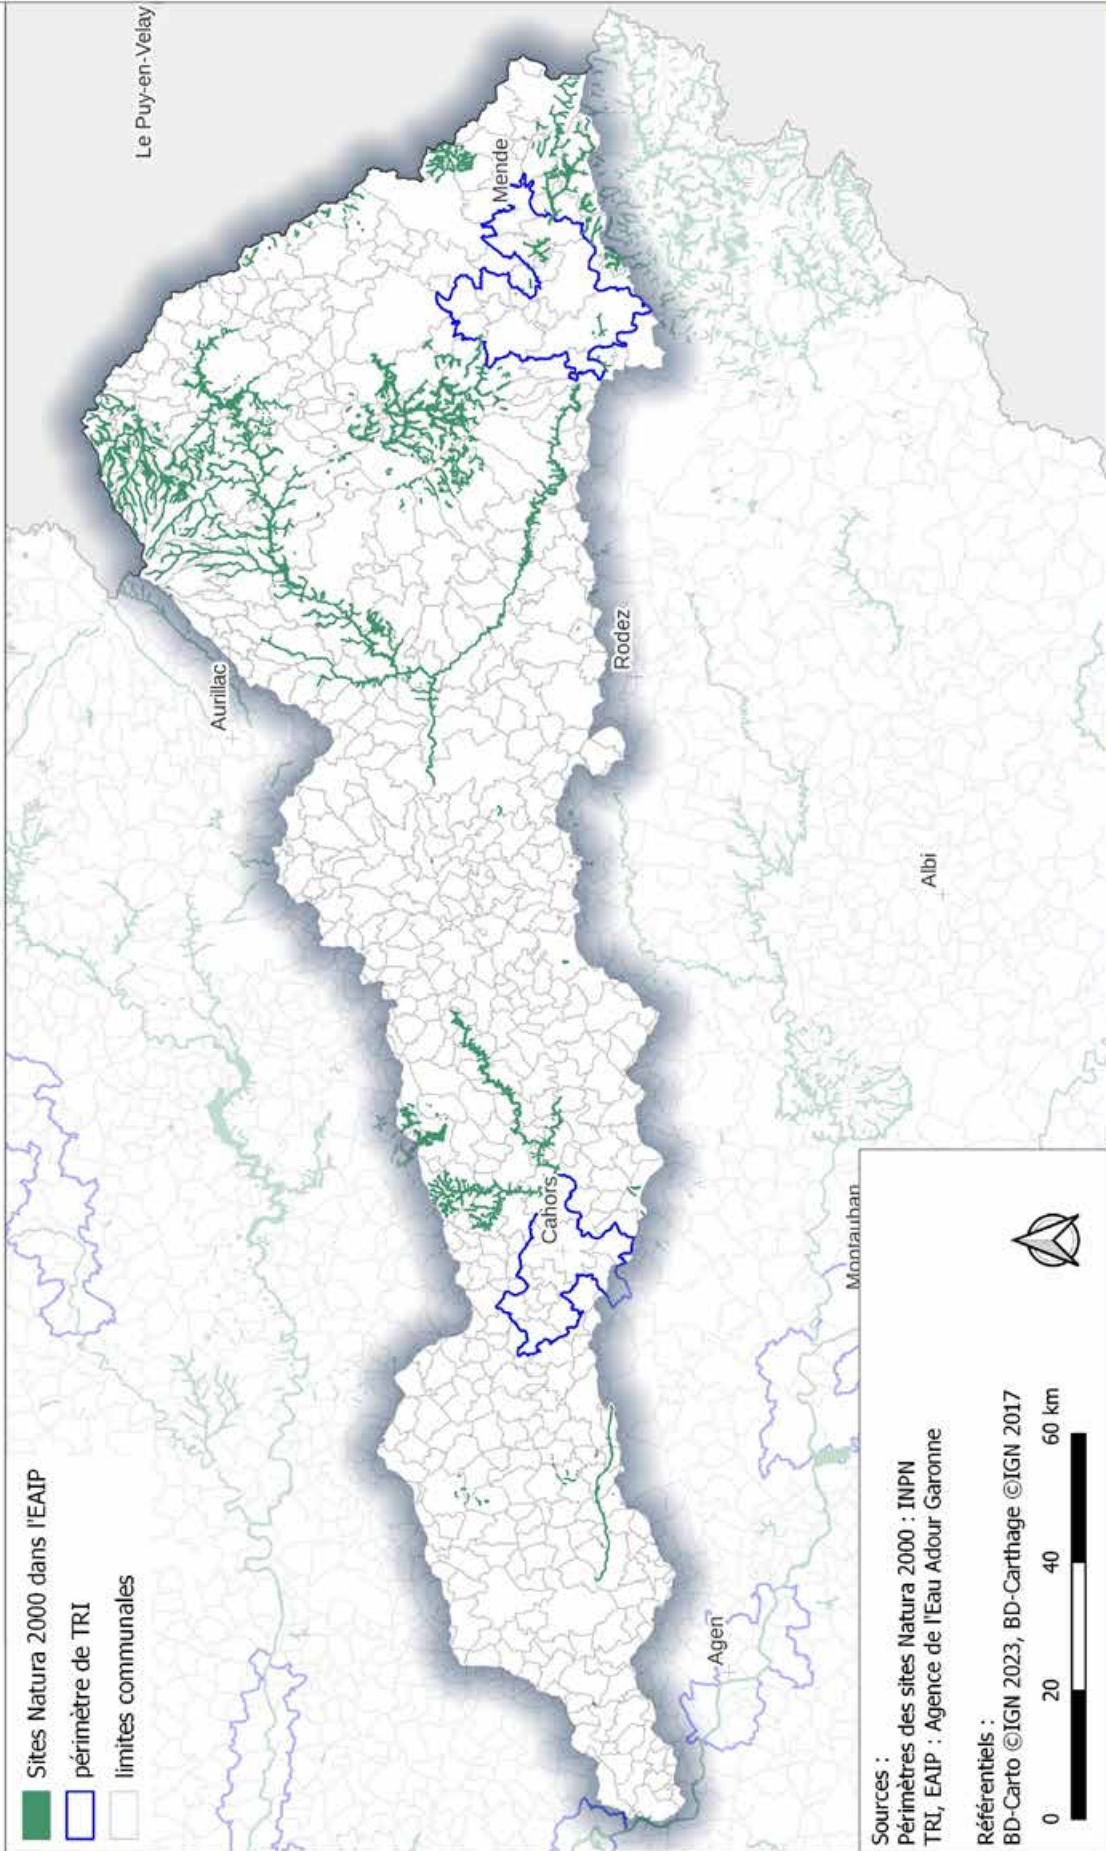 Sites Natura 2000 dans l'EAIP
périmètre de TRI
limites communales
Le Puy-en-Velay
Mende
Aurillac
Rodez
Albi
Cahors
Montauban
Agen
Sources :
Périmètres des sites Natura 2000 : INPN
TRI, EAIP : Agence de l'Eau Adour Garonne
Référentiels :
BD-Carto ©IGN 2023, BD-Carthage ©IGN 2017
0 20 40 60 km